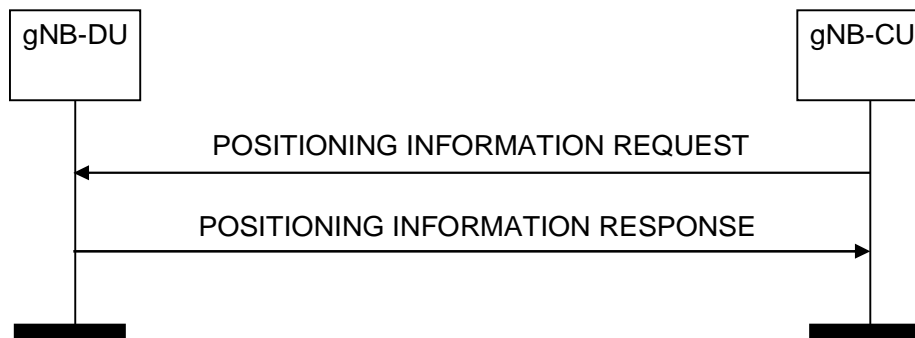 gNB-DU
gNB-CU
POSITIONING INFORMATION REQUEST
POSITIONING INFORMATION RESPONSE